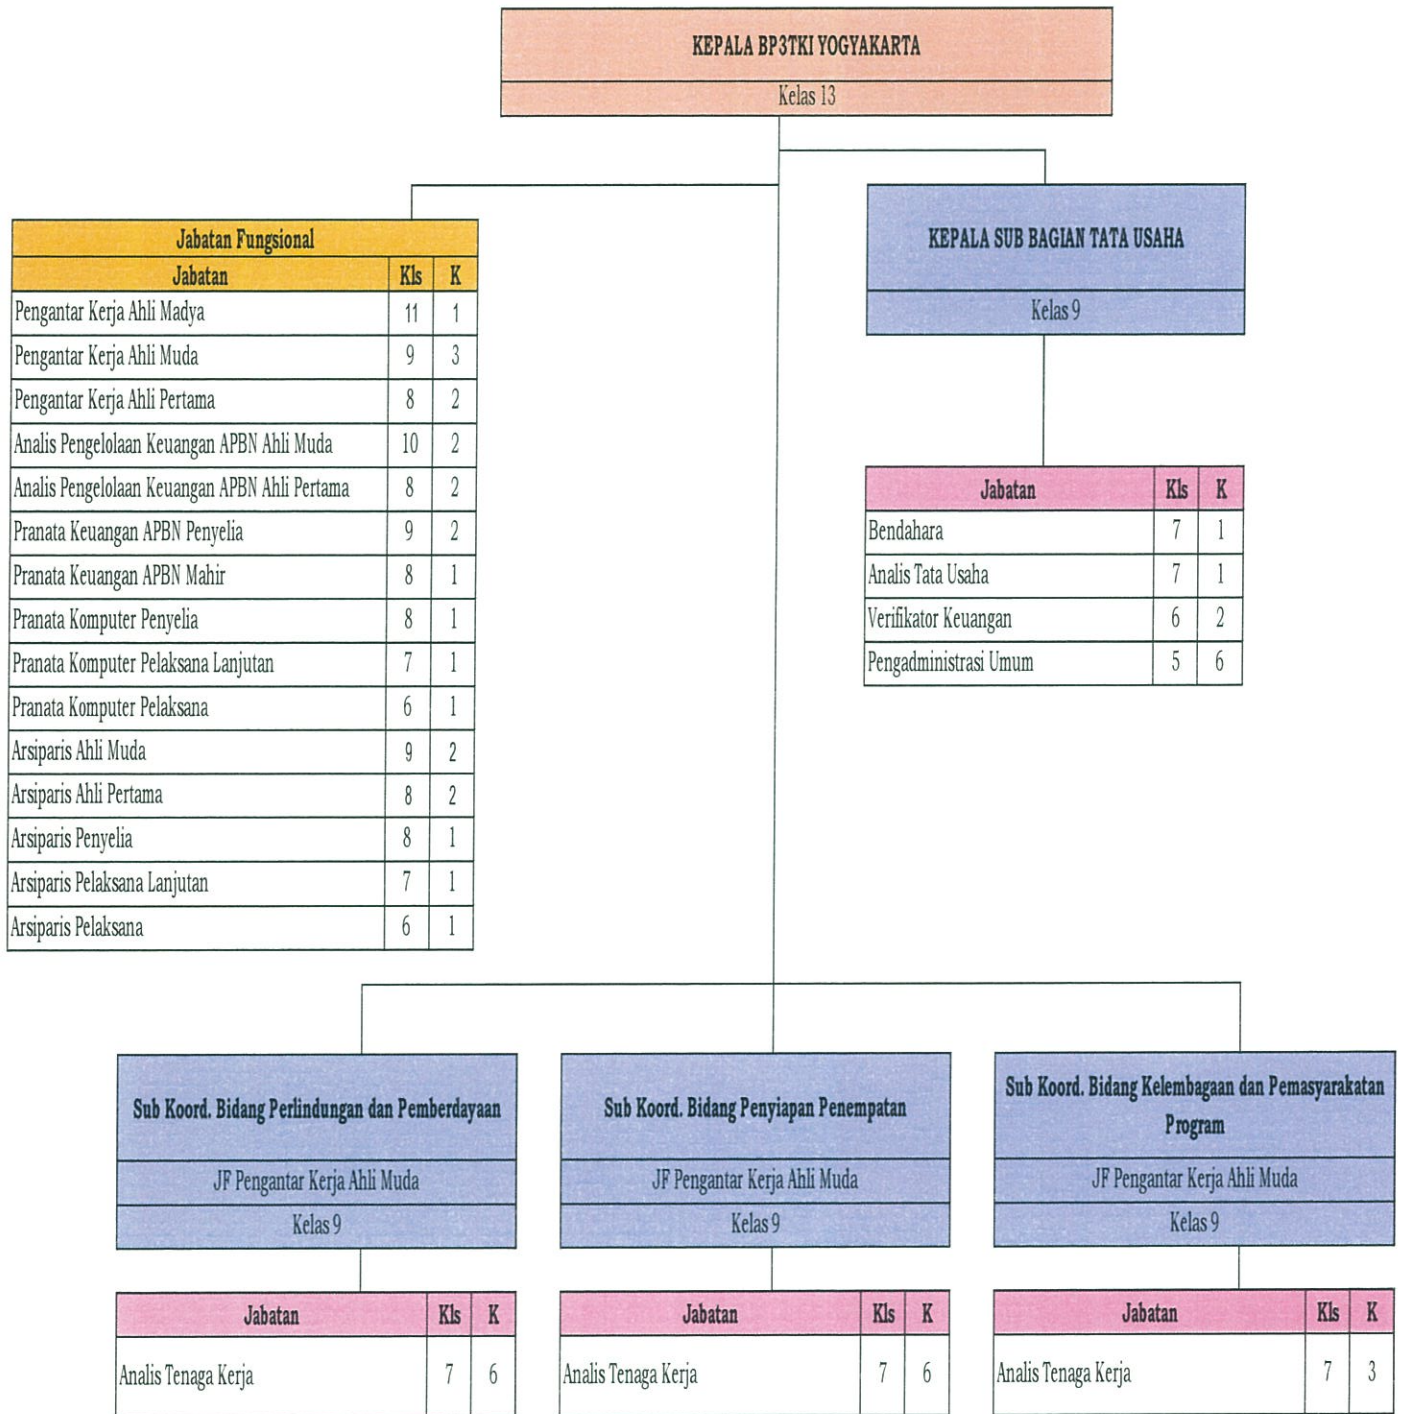 KEPALA BP3TKI YOGYAKARTA
Kelas 13
Jabatan Fungsional
Jabatan Kls K
Pengantar Kerja Ahli Madya 11 1
Pengantar Kerja Ahli Muda 9 3
Pengantar Kerja Ahli Pertama 8 2
Analis Pengelolaan Keuangan APBN Ahli Muda 10 2
Analis Pengelolaan Keuangan APBN Ahli Pertama 8 2
Pranata Keuangan APBN Penyelia 9 2
Pranata Keuangan APBN Mahir 8 1
Pranata Komputer Penyelia 8 1
Pranata Komputer Pelaksana Lanjutan 7 1
Pranata Komputer Pelaksana 6 1
Arsiparis Ahli Muda 9 2
Arsiparis Ahli Pertama 8 2
Arsiparis Penyelia 8 1
Arsiparis Pelaksana Lanjutan 7 1
Arsiparis Pelaksana 6 1
KEPALA SUB BAGIAN TATA USAHA
Kelas 9
Jabatan Kls K
Bendahara 7 1
Analis Tata Usaha 7 1
Verifikator Keuangan 6 2
Pengadministrasi Umum 5 6
Sub Koord. Bidang Perlindungan dan Pemberdayaan
JF Pengantar Kerja Ahli Muda
Kelas 9
Jabatan Kls K
Analis Tenaga Kerja 7 6
Sub Koord. Bidang Penyiapan Penempatan
JF Pengantar Kerja Ahli Muda
Kelas 9
Jabatan Kls K
Analis Tenaga Kerja 7 6
Sub Koord. Bidang Kelembagaan dan Pemasyarakatan
Program
JF Pengantar Kerja Ahli Muda
Kelas 9
Jabatan Kls K
Analis Tenaga Kerja 7 3